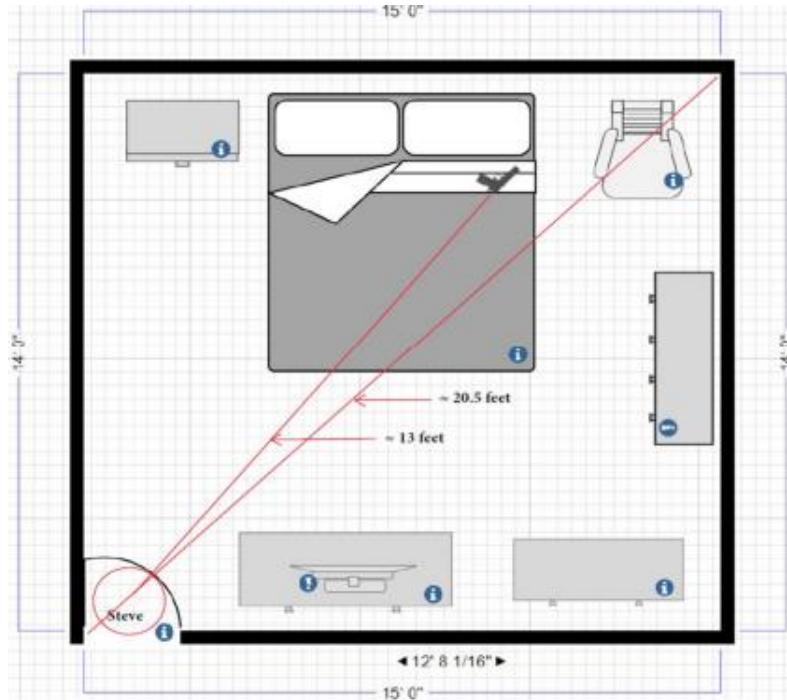 15' 0"
14' 0"
14' 0"
≈ 20.5 feet
≈ 13 feet
Steve
◄ 12' 8 1/16" ►
15' 0"